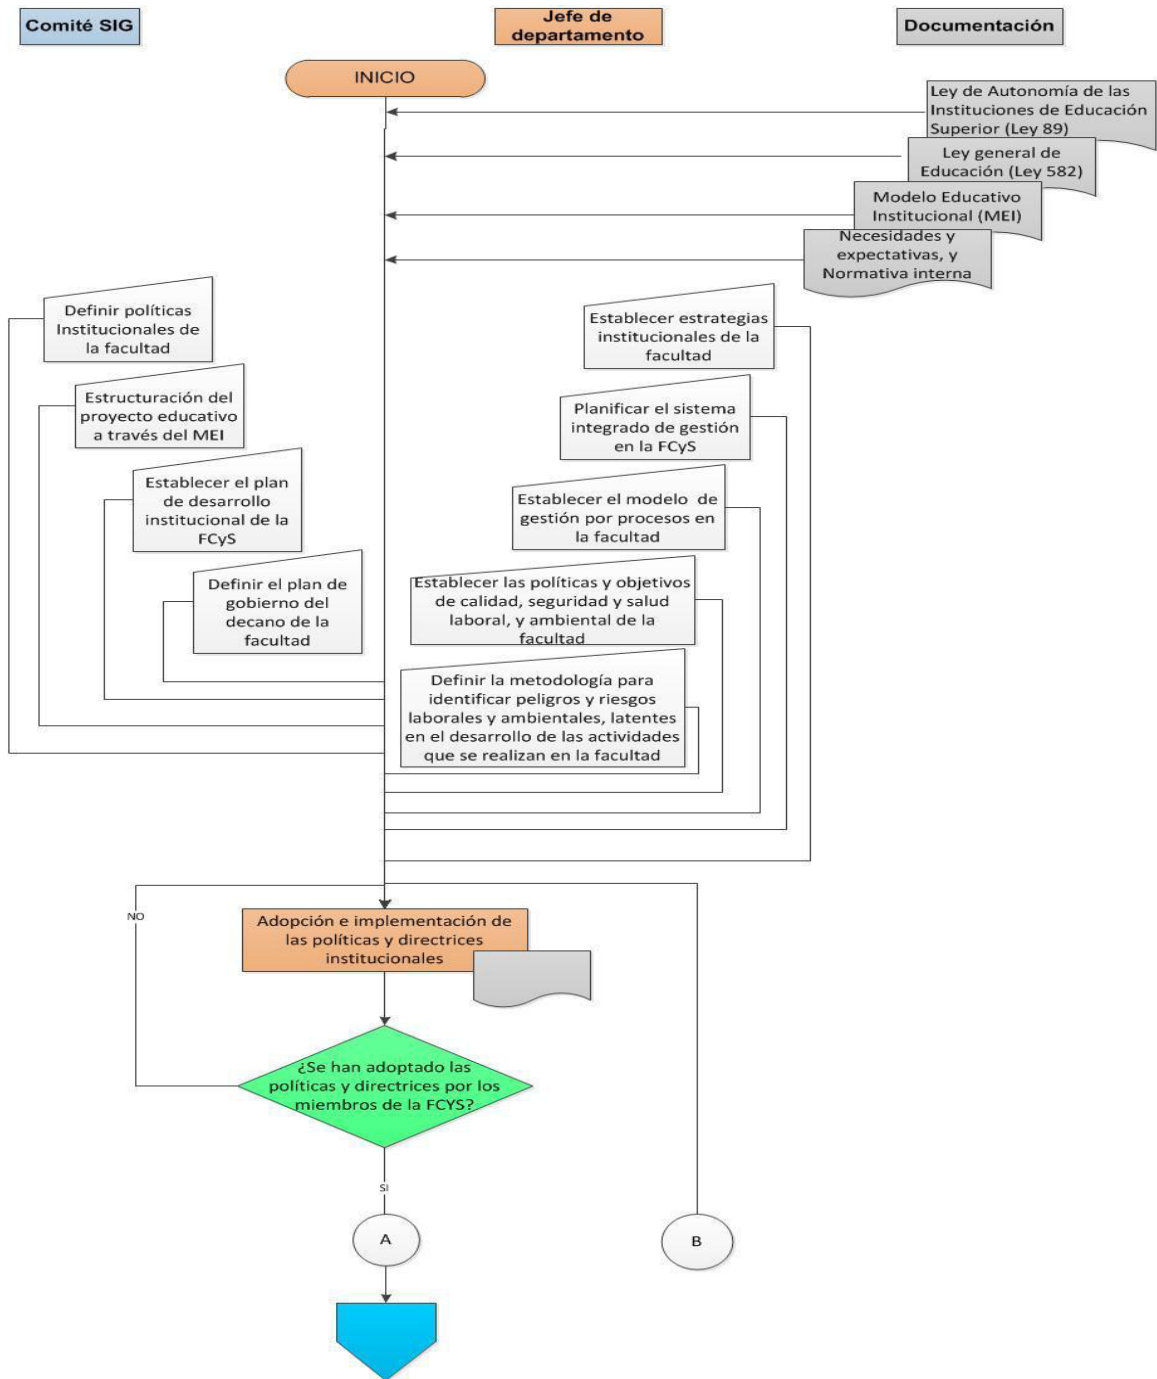 Comité SIG
Jefe de
departamento
Documentación
INICIO
Ley de Autonomía de las
Instituciones de Educación
Superior (Ley 89)
Ley general de
Educación (Ley 582)
Modelo Educativo
Institucional (MEI)
Necesidades y
expectativas, y
Normativa interna
Definir políticas
Institucionales de
la facultad
Estructuración del
proyecto educativo
a través del MEI
Establecer el plan
de desarrollo
institucional de la
FCyS
Definir el plan de
gobierno del
decano de la
facultad
Establecer estrategias
institucionales de la
facultad
Planificar el sistema
integrado de gestión
en la FCyS
Establecer el modelo de
gestión por procesos en
la facultad
Establecer las políticas y objetivos
de calidad, seguridad y salud
laboral, y ambiental de la
facultad
Definir la metodología para
identificar peligros y riesgos
laborales y ambientales, latentes
en el desarrollo de las actividades
que se realizan en la facultad
NO
Adopción e implementación de
las políticas y directrices
institucionales
¿Se han adoptado las
políticas y directrices por los
miembros de la FCYS?
SI
A
B